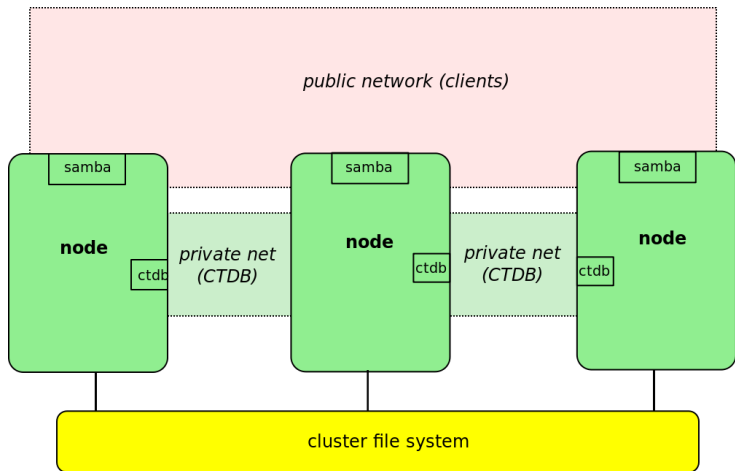 public network (clients)
samba
samba
samba
node
node
node
private net
(CTDB)
private net
(CTDB)
ctdb
ctdb
ctdb
cluster file system